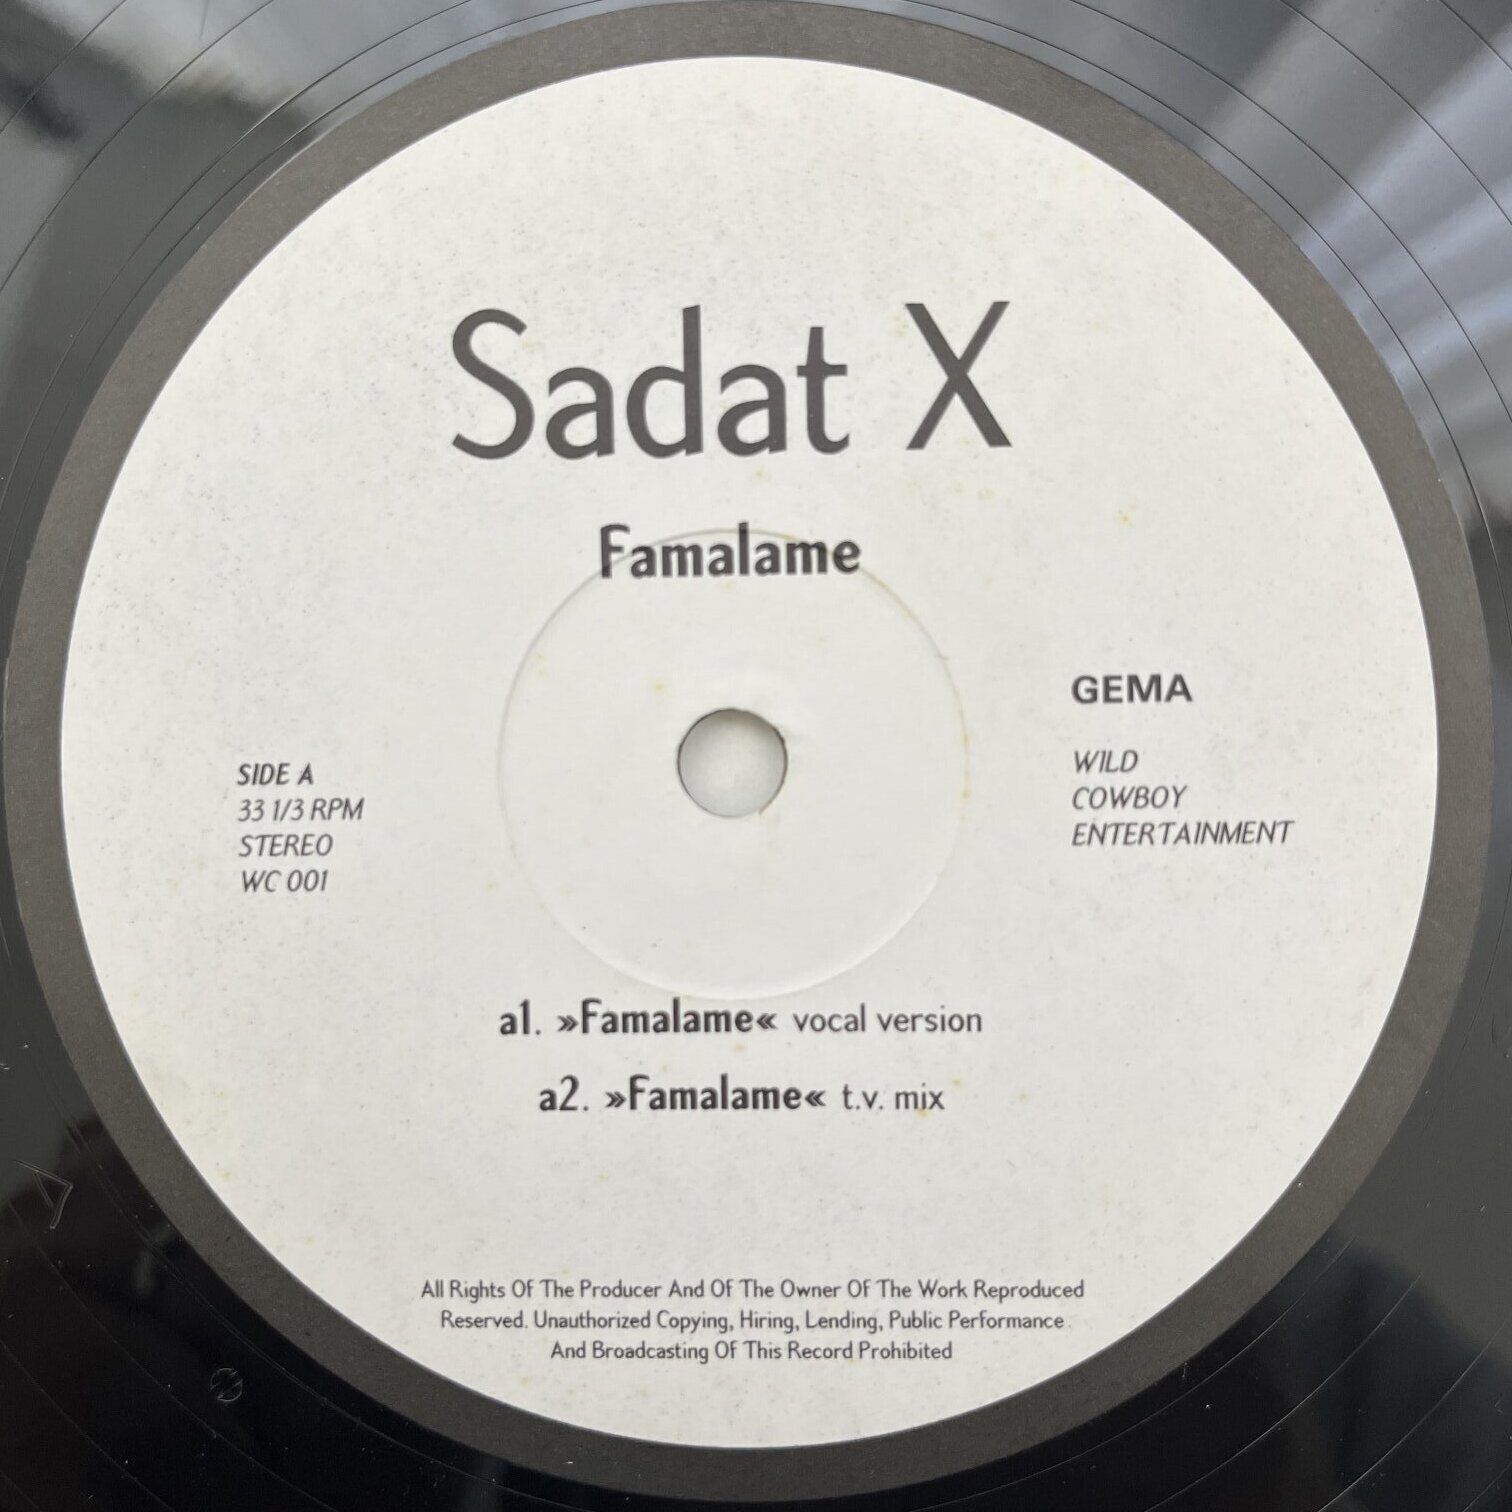 Sadat X
Famalame
GEMA
WILD
COWBOY
ENTERTAINMENT
SIDE A
33 1/3 RPM
STEREO
WC 001
a1. »Famalame« vocal version
a2. »Famalame« t.v. mix
All Rights Of The Producer And Of The Owner Of The Work Reproduced
Reserved. Unauthorized Copying, Hiring, Lending, Public Performance
And Broadcasting Of This Record Prohibited